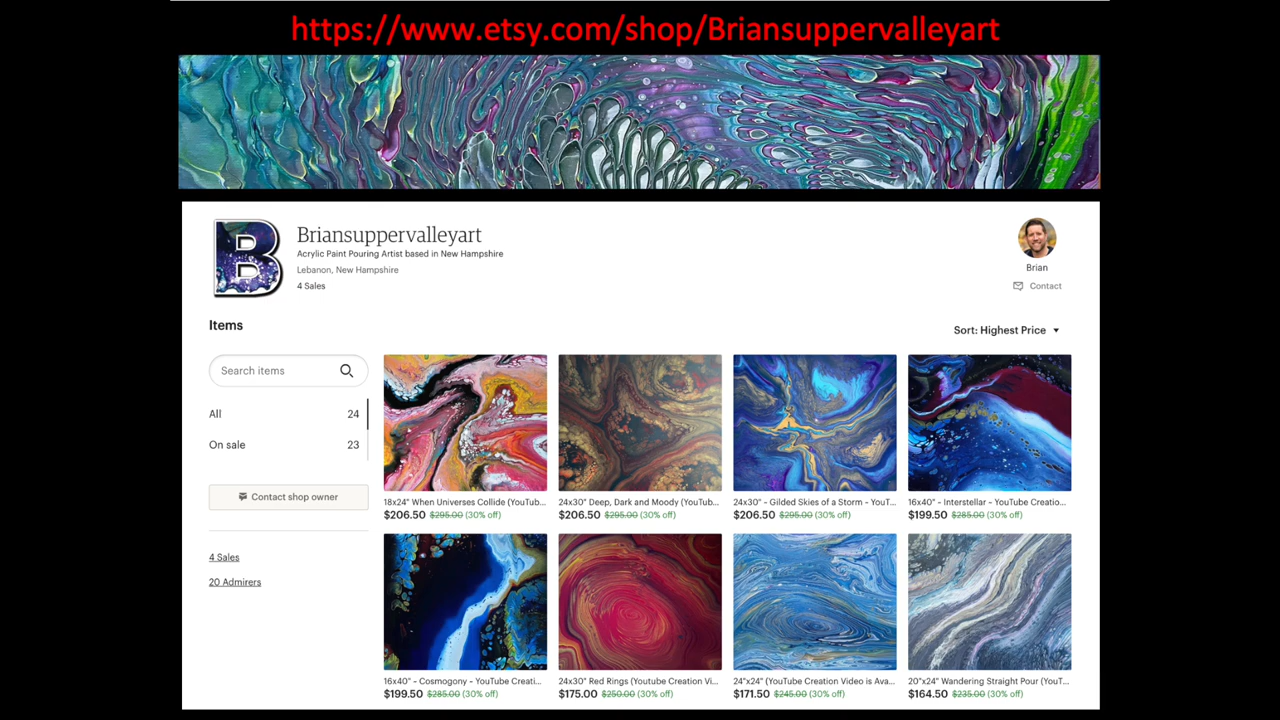 https://www.etsy.com/shop/Briansuppervalleyart
B
Briansuppervalleyart
Acrylic Paint Pouring Artist based in New Hampshire
Lebanon, New Hampshire
4 Sales
Brian
Contact
Items
Sort: Highest Price
Search items
All 24
On sale 23
Contact shop owner
4 Sales
20 Admirers
18x24" When Universes Collide (YouTub...
$206.50 $295.00 (30% off)
24x30" Deep, Dark and Moody (YouTub...
$206.50 $295.00 (30% off)
24x30" - Gilded Skies of a Storm - YouT...
$206.50 $295.00 (30% off)
16x40" - Interstellar - YouTube Creatio...
$199.50 $285.00 (30% off)
16x40" - Cosmogony - YouTube Creati...
$199.50 $285.00 (30% off)
24x30" Red Rings (Youtube Creation Vi...
$175.00 $250.00 (30% off)
24"x24" (YouTube Creation Video is Ava...
$171.50 $245.00 (30% off)
20"x24" Wandering Straight Pour (YouT...
$164.50 $235.00 (30% off)